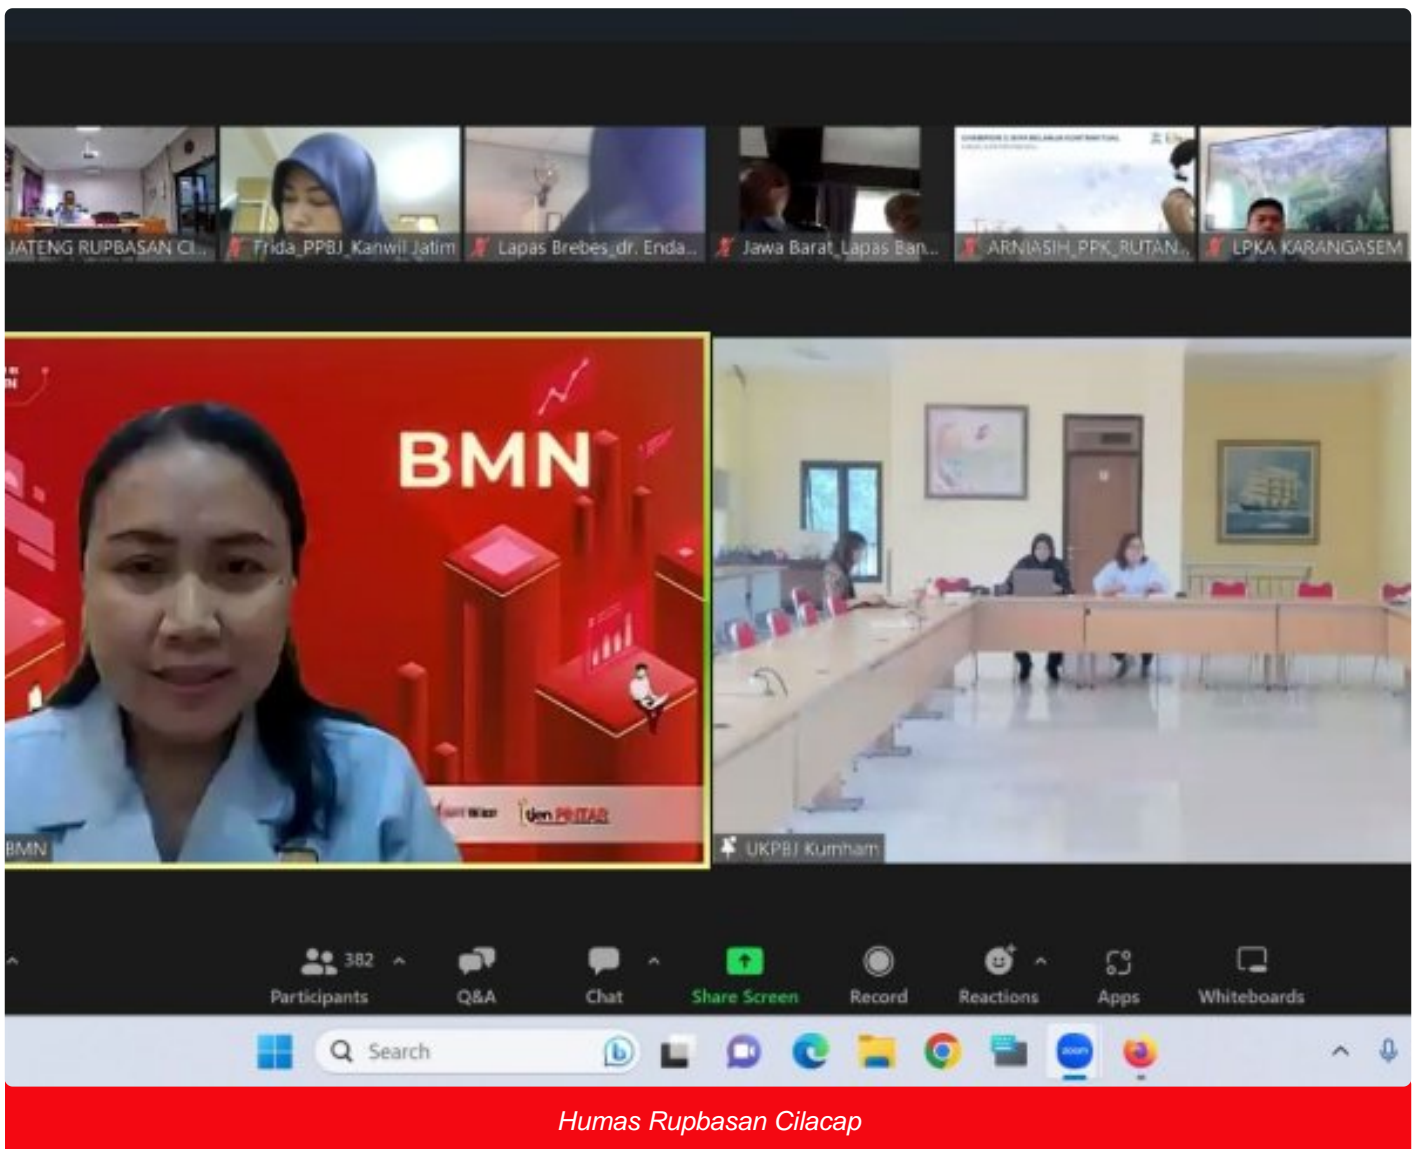 JATENG RUPBASAN CI...
Frida_PPBJ_Kanwil Jatim
Lapas Brebes_dr. Enda...
Jawa Barat_Lapas Ban...
ARNIASIH_PPK_RUTAN...
LPKA KARANGASEM
BMN
BMN
UKPBJ Kumham
382
Participants
Q&A
Chat
Share Screen
Record
Reactions
Apps
Whiteboards
Search
zoom
Humas Rupbasan Cilacap